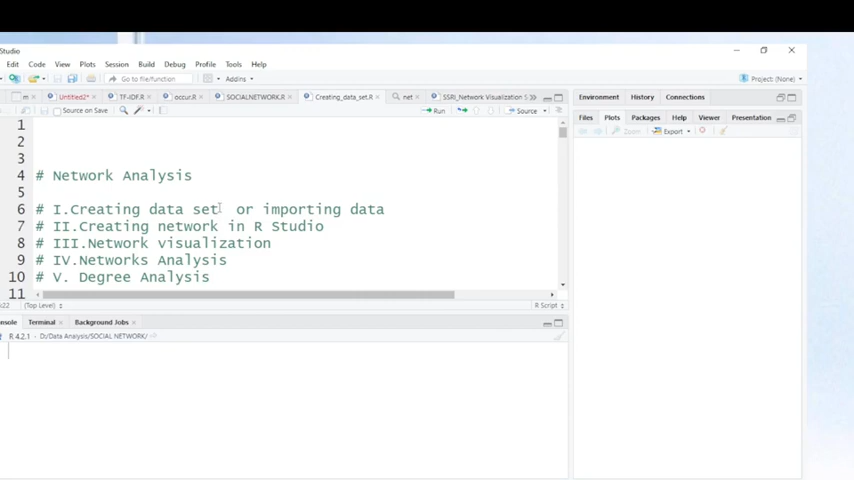 Studio
Edit Code View Plots Session Build Debug Profile Tools Help
Go to file/function Addins Project: (None)
m Untitled2* TF-IDF.R occur.R SOCIALNETWORK.R Creating_data_set.R net SSRI_Network Visualization S
Source on Save Run Source
1
2
3
4 # Network Analysis
5
6 # I.Creating data set or importing data
7 # II.Creating network in R Studio
8 # III.Network visualization
9 # IV.Networks Analysis
10 # V. Degree Analysis
11
:22 (Top Level) R Script
onsole Terminal Background Jobs
R 4.2.1 · D:/Data Analysis/SOCIAL NETWORK/
Environment History Connections
Files Plots Packages Help Viewer Presentation
Zoom Export